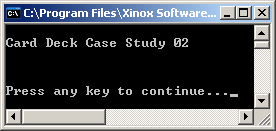 C:\Program Files\Xinox Software...
Card Deck Case Study 02
Press any key to continue..._